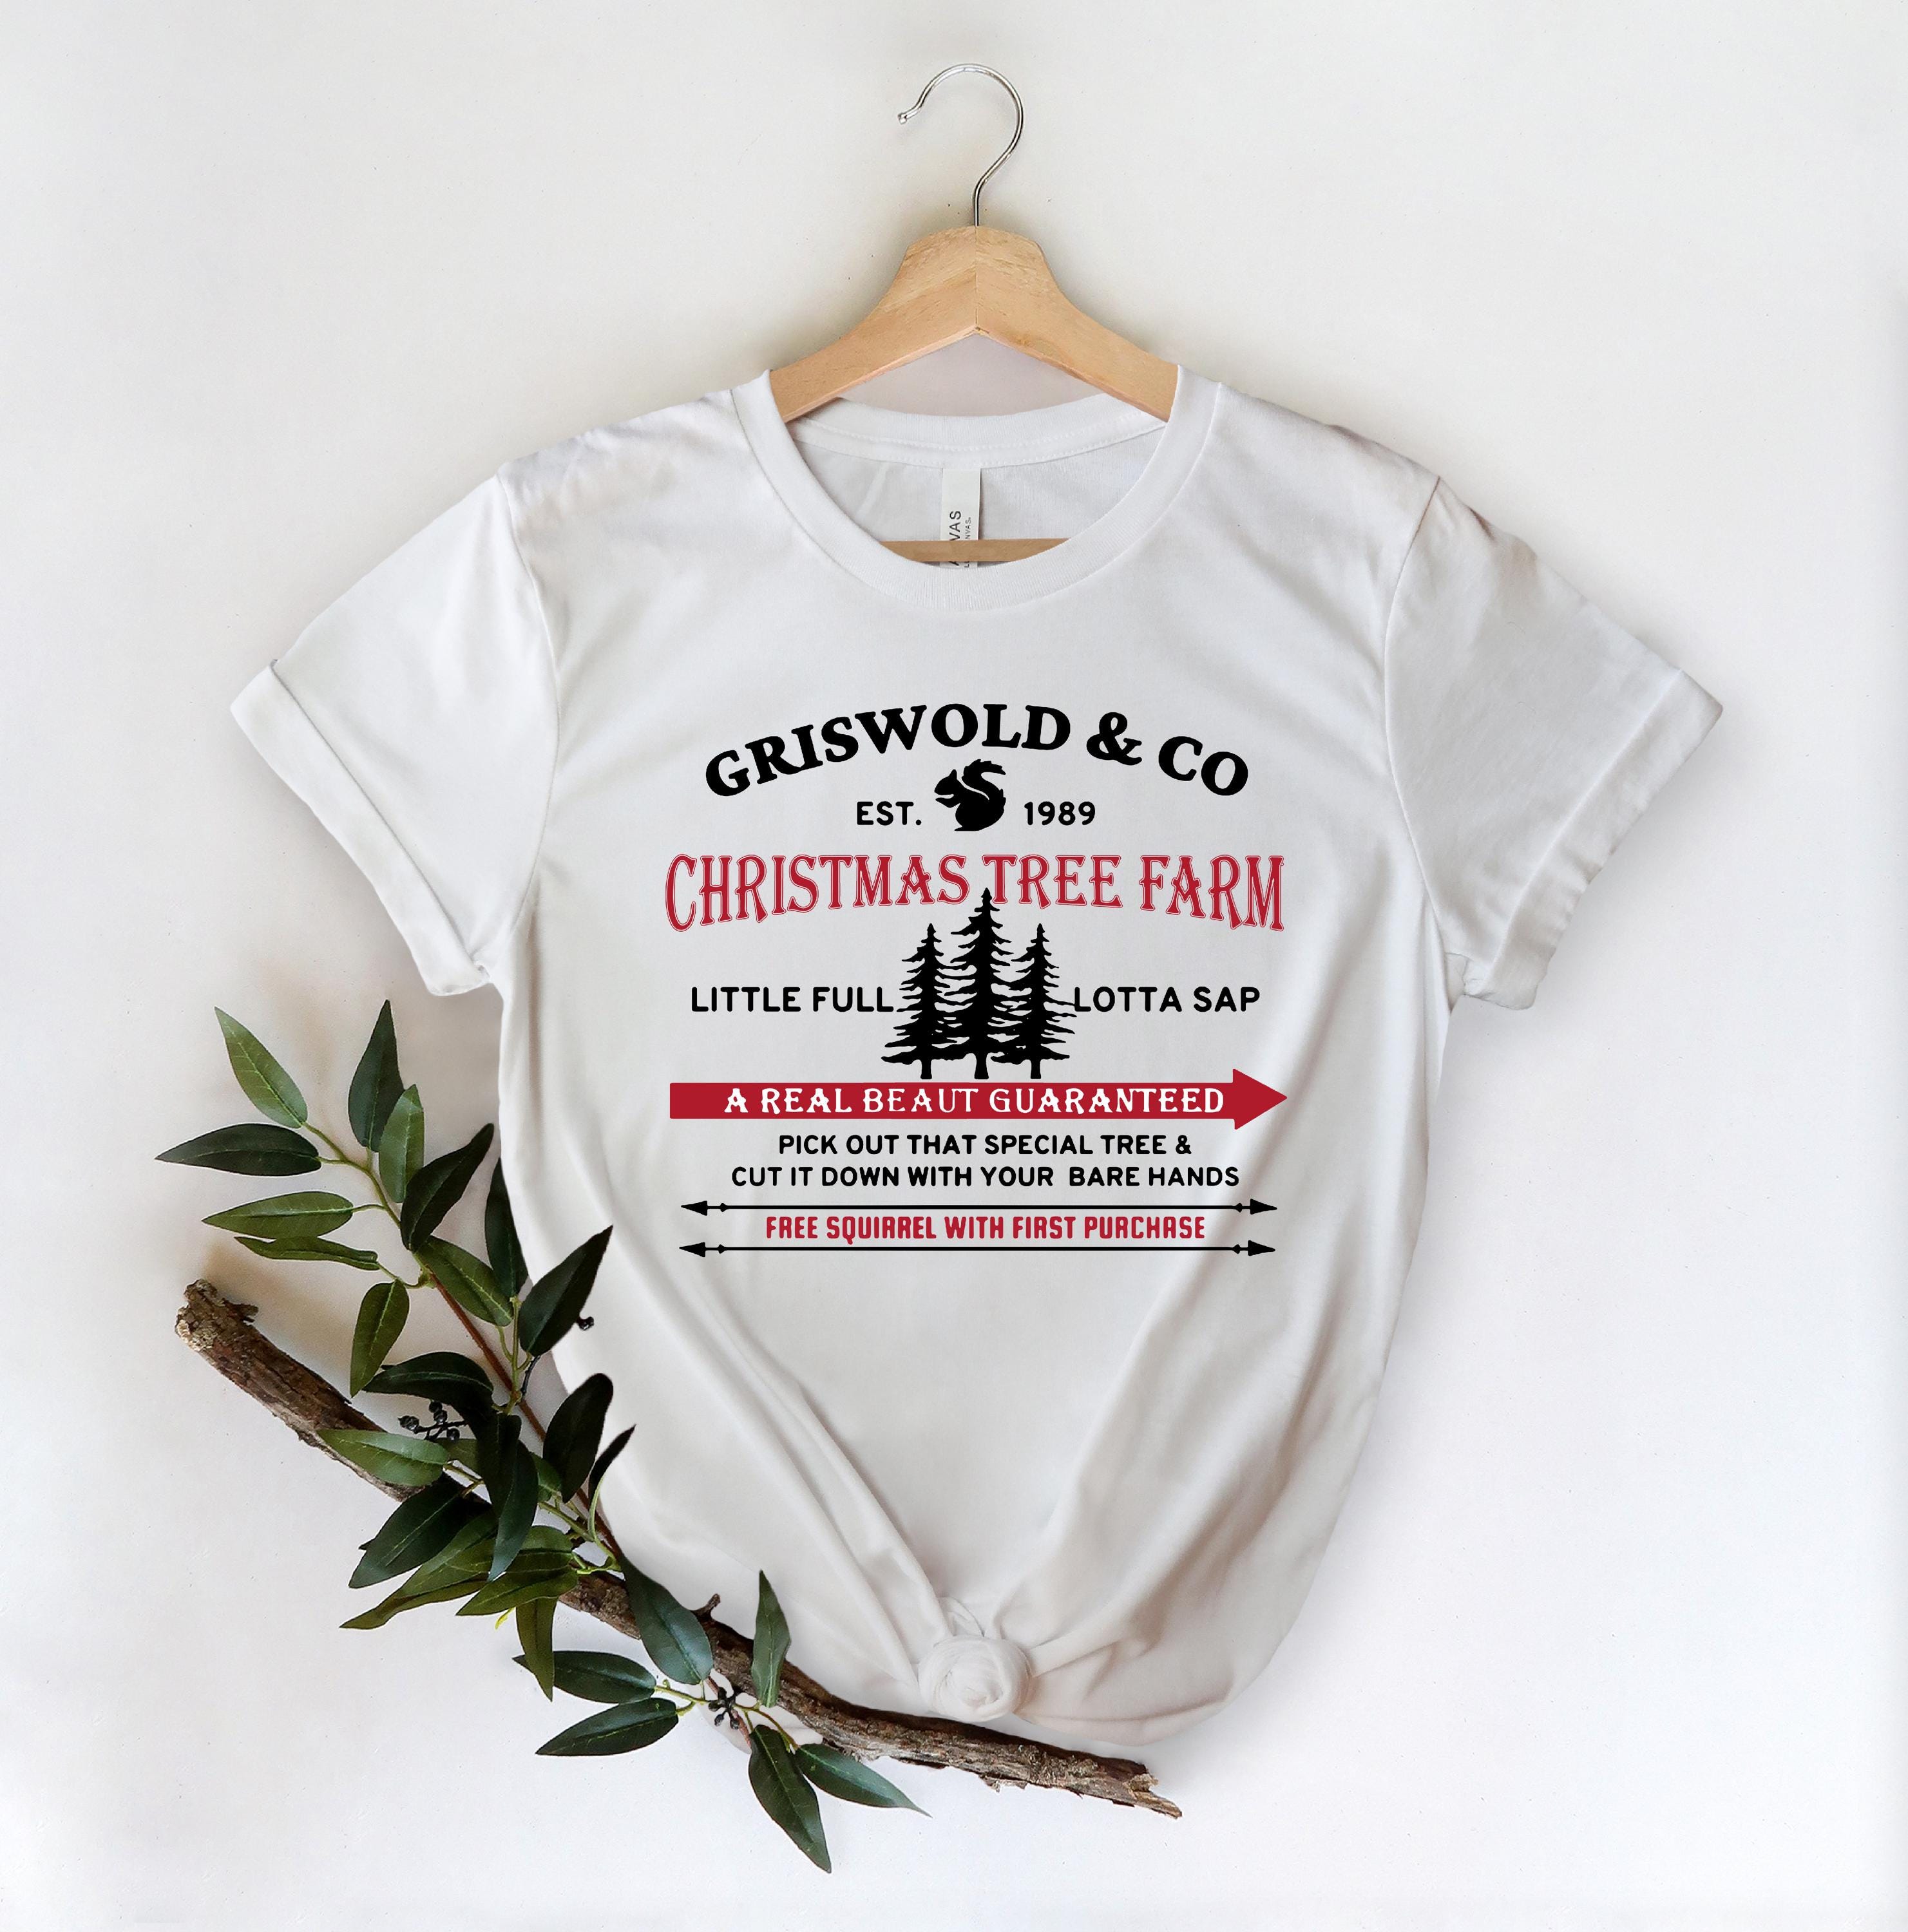 GRISWOLD & CO
EST. 1989
CHRISTMAS TREE FARM
LITTLE FULL LOTTA SAP
A REAL BEAUT GUARANTEED
PICK OUT THAT SPECIAL TREE &
CUT IT DOWN WITH YOUR BARE HANDS
FREE SQUIRREL WITH FIRST PURCHASE